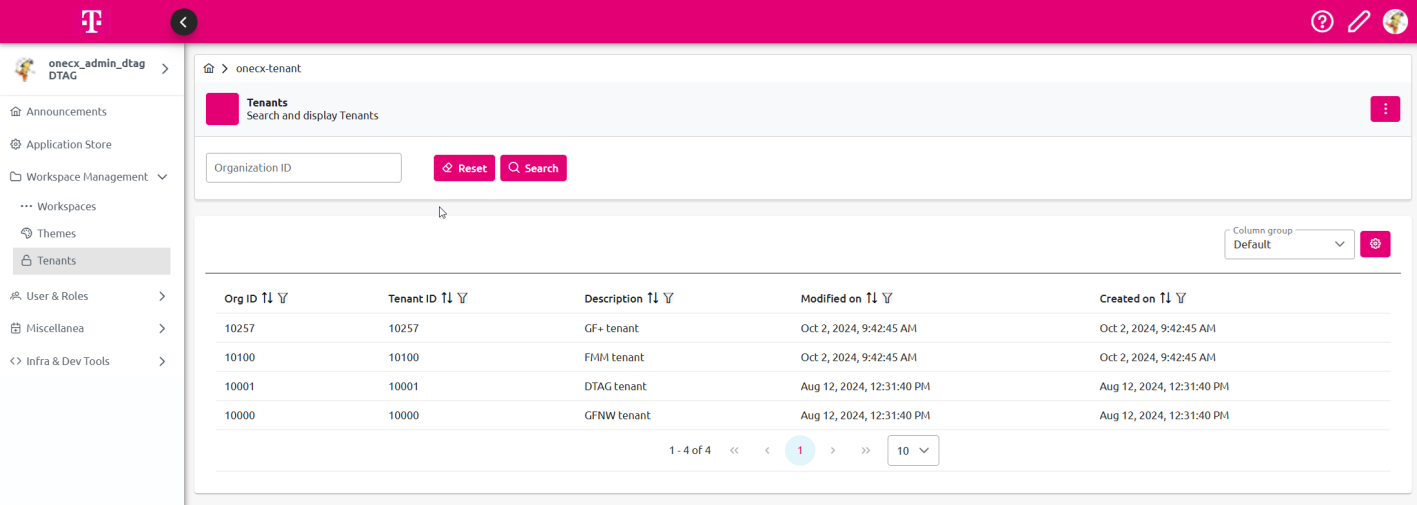 T
onecx_admin_dtag
DTAG
Announcements
Application Store
Workspace Management
Workspaces
Themes
Tenants
User & Roles
Miscellanea
Infra & Dev Tools
onecx-tenant
Tenants
Search and display Tenants
Organization ID
Reset
Search
Column group
Default
Org ID Tenant ID Description Modified on Created on
10257 10257 GF+ tenant Oct 2, 2024, 9:42:45 AM Oct 2, 2024, 9:42:45 AM
10100 10100 FMM tenant Oct 2, 2024, 9:42:45 AM Oct 2, 2024, 9:42:45 AM
10001 10001 DTAG tenant Aug 12, 2024, 12:31:40 PM Aug 12, 2024, 12:31:40 PM
10000 10000 GFNW tenant Aug 12, 2024, 12:31:40 PM Aug 12, 2024, 12:31:40 PM
1 - 4 of 4 « ‹ 1 › » 10